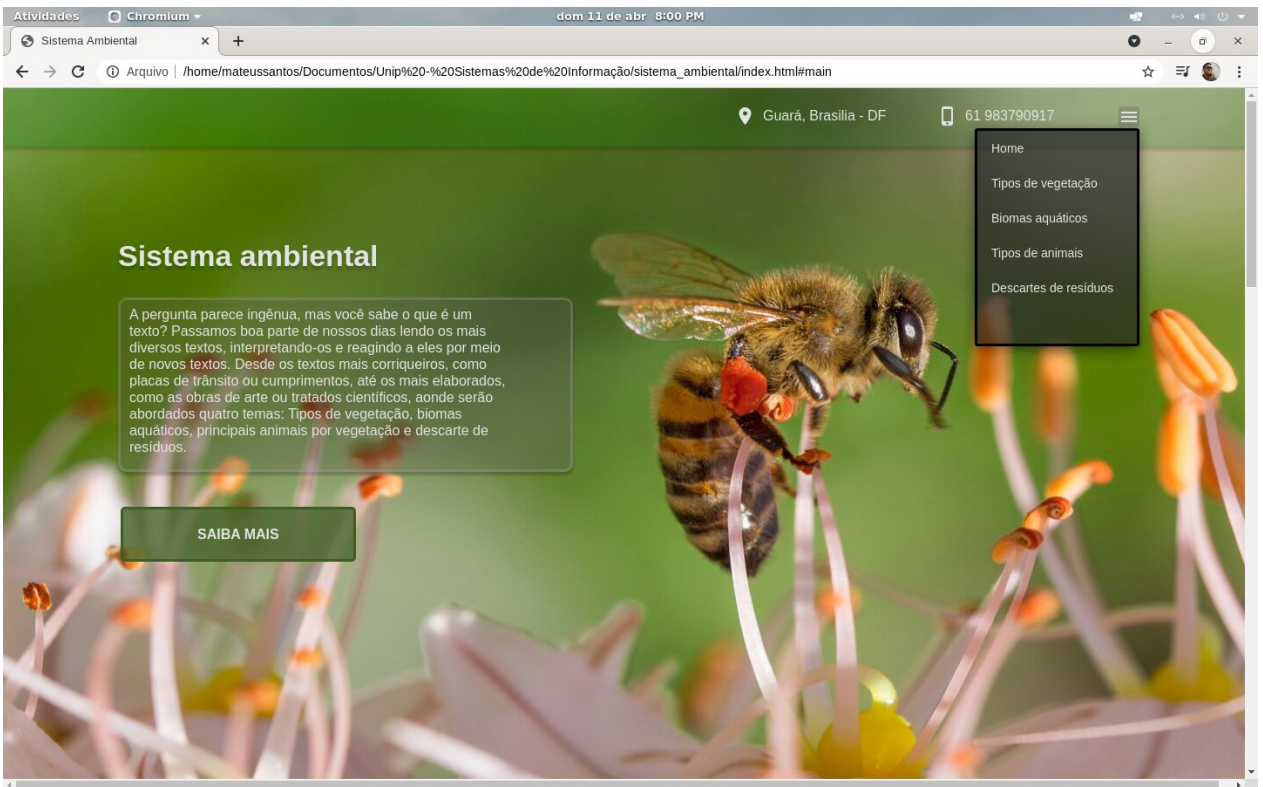 Atividades Chromium dom 11 de abr 8:00 PM
Sistema Ambiental
Arquivo /home/mateussantos/Documentos/Unip%20-%20Sistemas%20de%20Informação/sistema_ambiental/index.html#main
Guará, Brasilia - DF 61 983790917
Home
Tipos de vegetação
Biomas aquáticos
Tipos de animais
Descartes de resíduos
Sistema ambiental
A pergunta parece ingênua, mas você sabe o que é um
texto? Passamos boa parte de nossos dias lendo os mais
diversos textos, interpretando-os e reagindo a eles por meio
de novos textos. Desde os textos mais corriqueiros, como
placas de trânsito ou cumprimentos, até os mais elaborados,
como as obras de arte ou tratados científicos, aonde serão
abordados quatro temas: Tipos de vegetação, biomas
aquáticos, principais animais por vegetação e descarte de
resíduos.
SAIBA MAIS